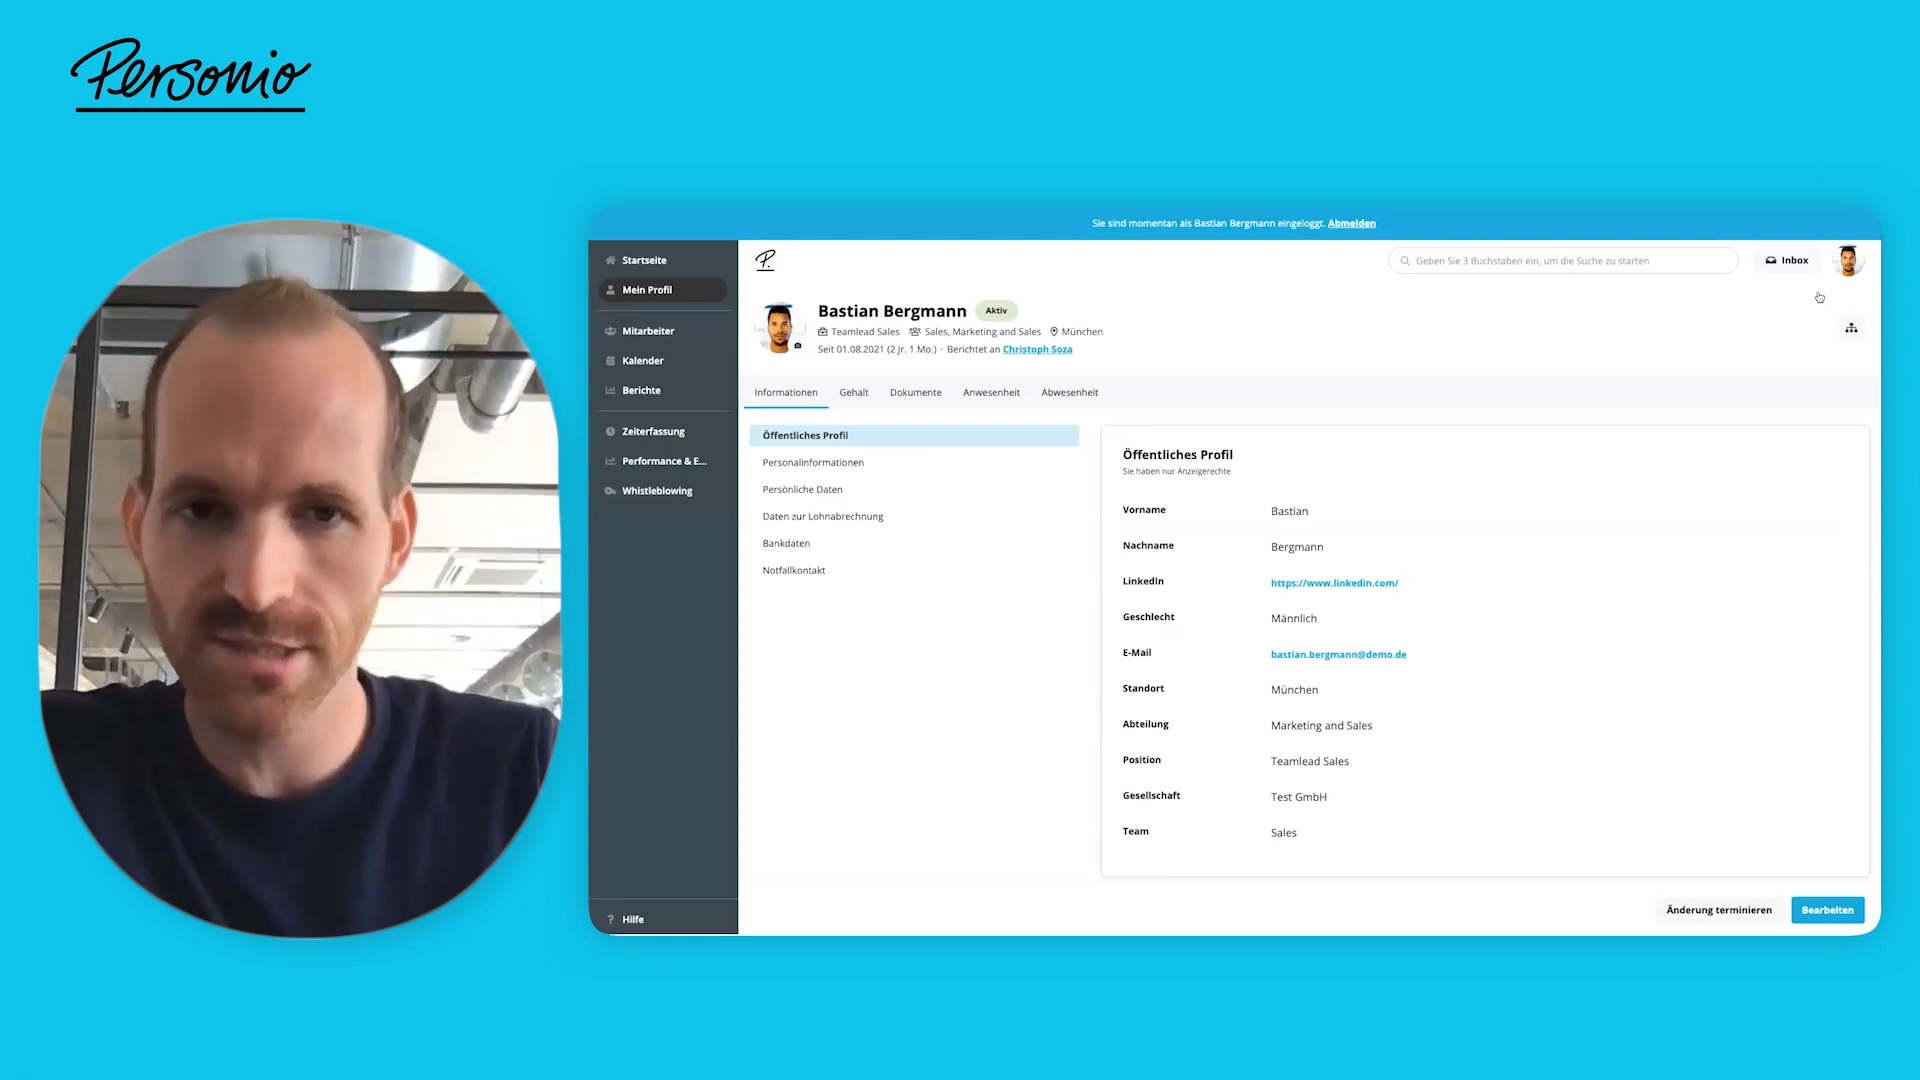 Personio
Sie sind momentan als Bastian Bergmann eingeloggt. Abmelden
Startseite
Mein Profil
Mitarbeiter
Kalender
Berichte
Zeiterfassung
Performance & E...
Whistleblowing
? Hilfe
P.
Geben Sie 3 Buchstaben ein, um die Suche zu starten
Inbox
Bastian Bergmann Aktiv
Teamlead Sales Sales, Marketing and Sales München
Seit 01.08.2021 (2 Jr. 1 Mo.) · Berichtet an Christoph Soza
Informationen Gehalt Dokumente Anwesenheit Abwesenheit
Öffentliches Profil
Personalinformationen
Persönliche Daten
Daten zur Lohnabrechnung
Bankdaten
Notfallkontakt
Öffentliches Profil
Sie haben nur Anzeigerechte
Vorname Bastian
Nachname Bergmann
LinkedIn https://www.linkedin.com/
Geschlecht Männlich
E-Mail bastian.bergmann@demo.de
Standort München
Abteilung Marketing and Sales
Position Teamlead Sales
Gesellschaft Test GmbH
Team Sales
Änderung terminieren Bearbeiten